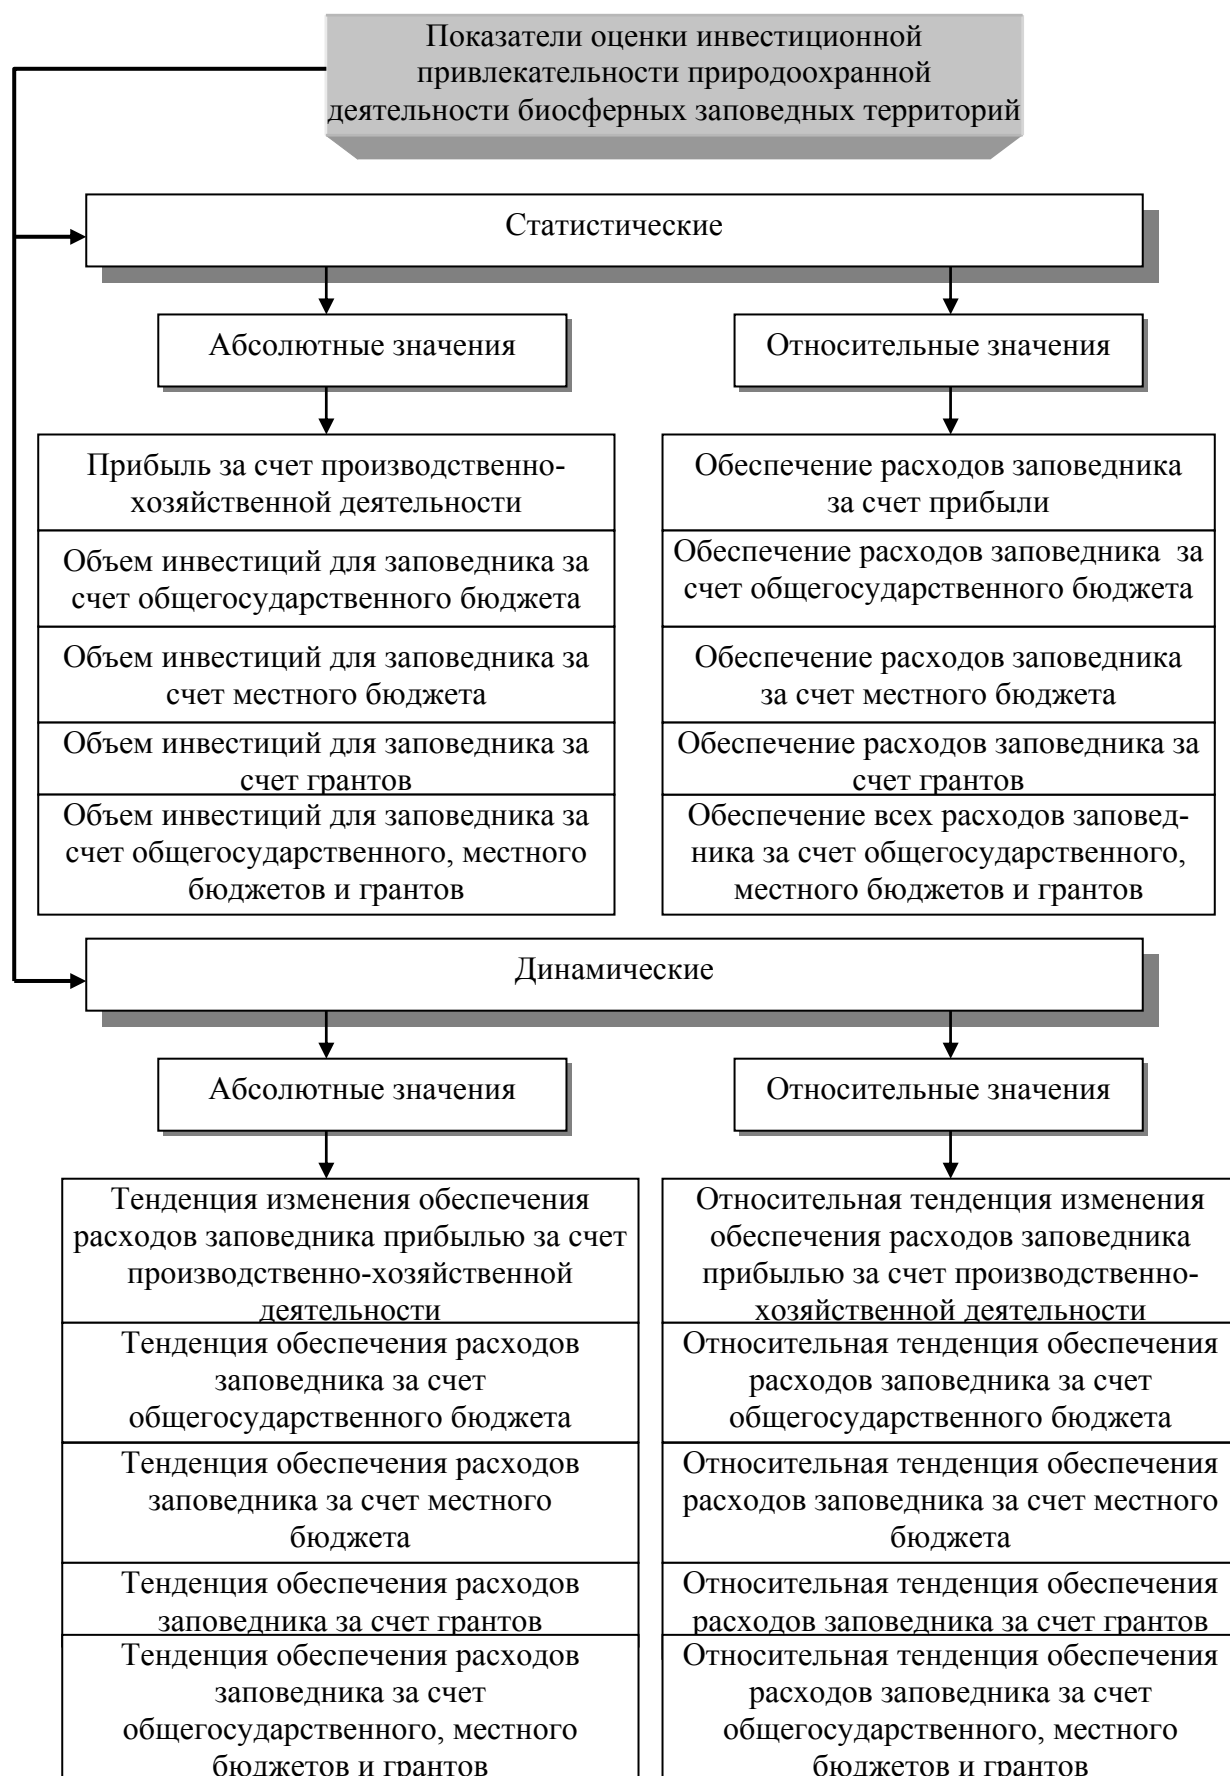 Показатели оценки инвестиционной
привлекательности природоохранной
деятельности биосферных заповедных территорий
Статистические
Абсолютные значения
Относительные значения
Прибыль за счет производственно-
хозяйственной деятельности
Объем инвестиций для заповедника за
счет общегосударственного бюджета
Объем инвестиций для заповедника за
счет местного бюджета
Объем инвестиций для заповедника за
счет грантов
Объем инвестиций для заповедника за
счет общегосударственного, местного
бюджетов и грантов
Обеспечение расходов заповедника
за счет прибыли
Обеспечение расходов заповедника за
счет общегосударственного бюджета
Обеспечение расходов заповедника
за счет местного бюджета
Обеспечение расходов заповедника за
счет грантов
Обеспечение всех расходов заповед-
ника за счет общегосударственного,
местного бюджетов и грантов
Динамические
Абсолютные значения
Относительные значения
Тенденция изменения обеспечения
расходов заповедника прибылью за счет
производственно-хозяйственной
деятельности
Тенденция обеспечения расходов
заповедника за счет
общегосударственного бюджета
Тенденция обеспечения расходов
заповедника за счет местного
бюджета
Тенденция обеспечения расходов
заповедника за счет грантов
Тенденция обеспечения расходов
заповедника за счет
общегосударственного, местного
бюджетов и грантов
Относительная тенденция изменения
обеспечения расходов заповедника
прибылью за счет производственно-
хозяйственной деятельности
Относительная тенденция обеспечения
расходов заповедника за счет
общегосударственного бюджета
Относительная тенденция обеспечения
расходов заповедника за счет местного
бюджета
Относительная тенденция обеспечения
расходов заповедника за счет грантов
Относительная тенденция обеспечения
расходов заповедника за счет
общегосударственного, местного
бюджетов и грантов